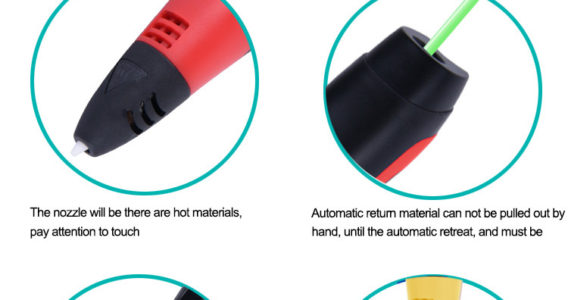 The nozzle will be there are hot materials,
pay attention to touch
Automatic return material can not be pulled out by
hand, until the automatic retreat, and must be